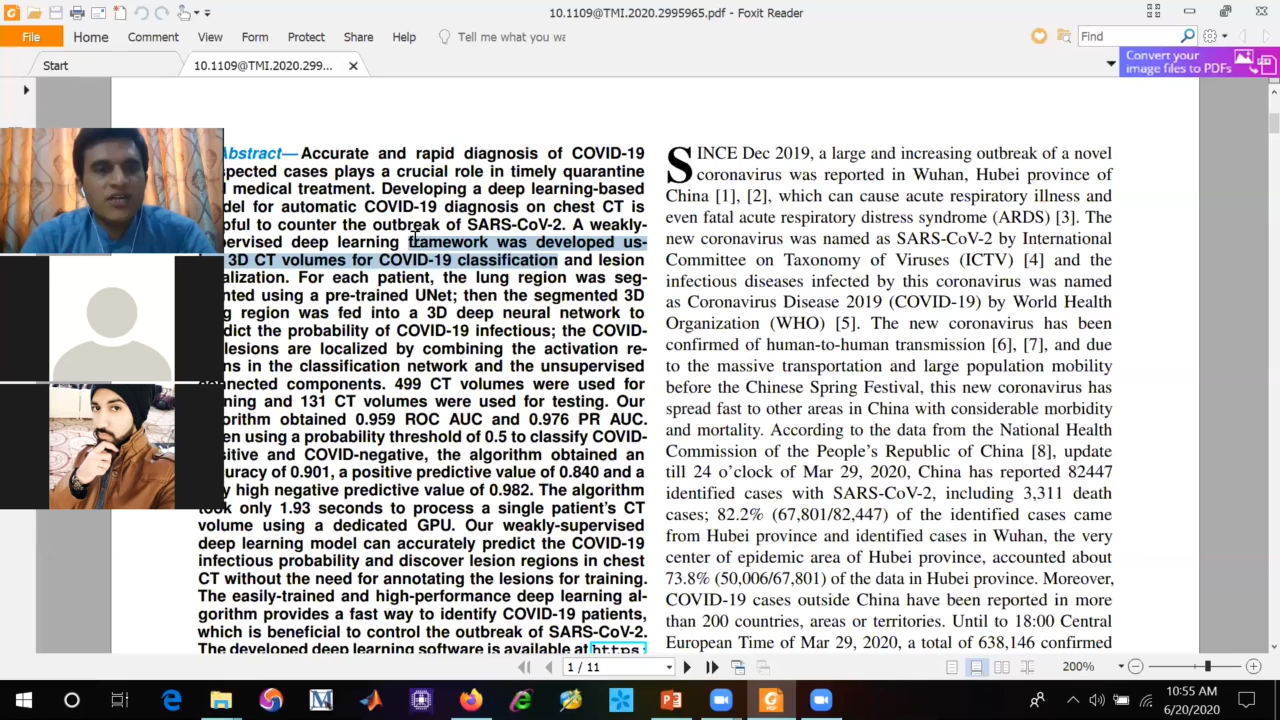 10.1109@TMI.2020.2995965.pdf - Foxit Reader
File
Home
Comment
View
Form
Protect
Share
Help
Tell me what you wa
Find
Start
10.1109@TMI.2020.299...
Convert your
image files to PDFs
Abstract—Accurate and rapid diagnosis of COVID-19
spected cases plays a crucial role in timely quarantine
medical treatment. Developing a deep learning-based
del for automatic COVID-19 diagnosis on chest CT is
pful to counter the outbreak of SARS-CoV-2. A weakly-
pervised deep learning framework was developed us-
3D CT volumes for COVID-19 classification and lesion
alization. For each patient, the lung region was seg-
nted using a pre-trained UNet; then the segmented 3D
g region was fed into a 3D deep neural network to
dict the probability of COVID-19 infectious; the COVID-
lesions are localized by combining the activation re-
ns in the classification network and the unsupervised
nnected components. 499 CT volumes were used for
ning and 131 CT volumes were used for testing. Our
orithm obtained 0.959 ROC AUC and 0.976 PR AUC.
en using a probability threshold of 0.5 to classify COVID-
sitive and COVID-negative, the algorithm obtained an
uracy of 0.901, a positive predictive value of 0.840 and a
y high negative predictive value of 0.982. The algorithm
took only 1.93 seconds to process a single patient's CT
volume using a dedicated GPU. Our weakly-supervised
deep learning model can accurately predict the COVID-19
infectious probability and discover lesion regions in chest
CT without the need for annotating the lesions for training.
The easily-trained and high-performance deep learning al-
gorithm provides a fast way to identify COVID-19 patients,
which is beneficial to control the outbreak of SARS-CoV-2.
The developed deep learning software is available at https:
SINCE Dec 2019, a large and increasing outbreak of a novel
coronavirus was reported in Wuhan, Hubei province of
China [1], [2], which can cause acute respiratory illness and
even fatal acute respiratory distress syndrome (ARDS) [3]. The
new coronavirus was named as SARS-CoV-2 by International
Committee on Taxonomy of Viruses (ICTV) [4] and the
infectious diseases infected by this coronavirus was named
as Coronavirus Disease 2019 (COVID-19) by World Health
Organization (WHO) [5]. The new coronavirus has been
confirmed of human-to-human transmission [6], [7], and due
to the massive transportation and large population mobility
before the Chinese Spring Festival, this new coronavirus has
spread fast to other areas in China with considerable morbidity
and mortality. According to the data from the National Health
Commission of the People's Republic of China [8], update
till 24 o'clock of Mar 29, 2020, China has reported 82447
identified cases with SARS-CoV-2, including 3,311 death
cases; 82.2% (67,801/82,447) of the identified cases came
from Hubei province and identified cases in Wuhan, the very
center of epidemic area of Hubei province, accounted about
73.8% (50,006/67,801) of the data in Hubei province. Moreover,
COVID-19 cases outside China have been reported in more
than 200 countries, areas or territories. Until to 18:00 Central
European Time of Mar 29, 2020, a total of 638,146 confirmed
1 / 11
200%
10:55 AM
6/20/2020